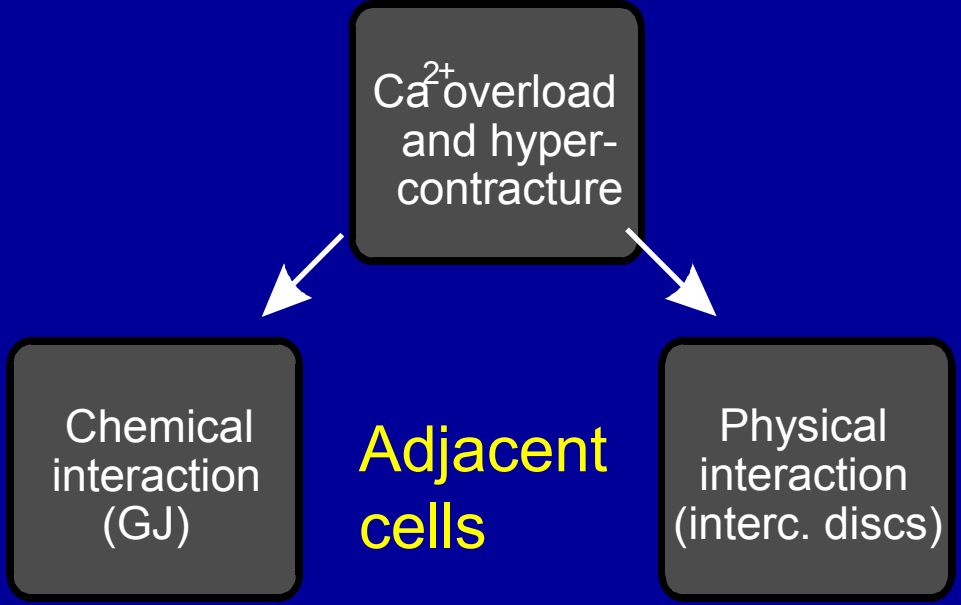 Ca2+overload
and hyper-
contracture
Chemical
interaction
(GJ)
Adjacent
cells
Physical
interaction
(interc. discs)